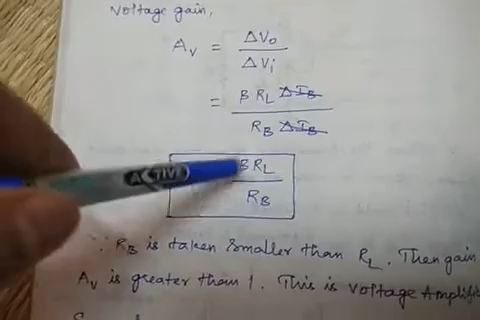 Voltage gain,
Av = ΔVo
ΔVi
= β RL ΔIB
RB ΔIB
ACTIVE
β RL
RB
∵ RB is taken smaller than RL. Then gain
Av is greater than 1. This is voltage